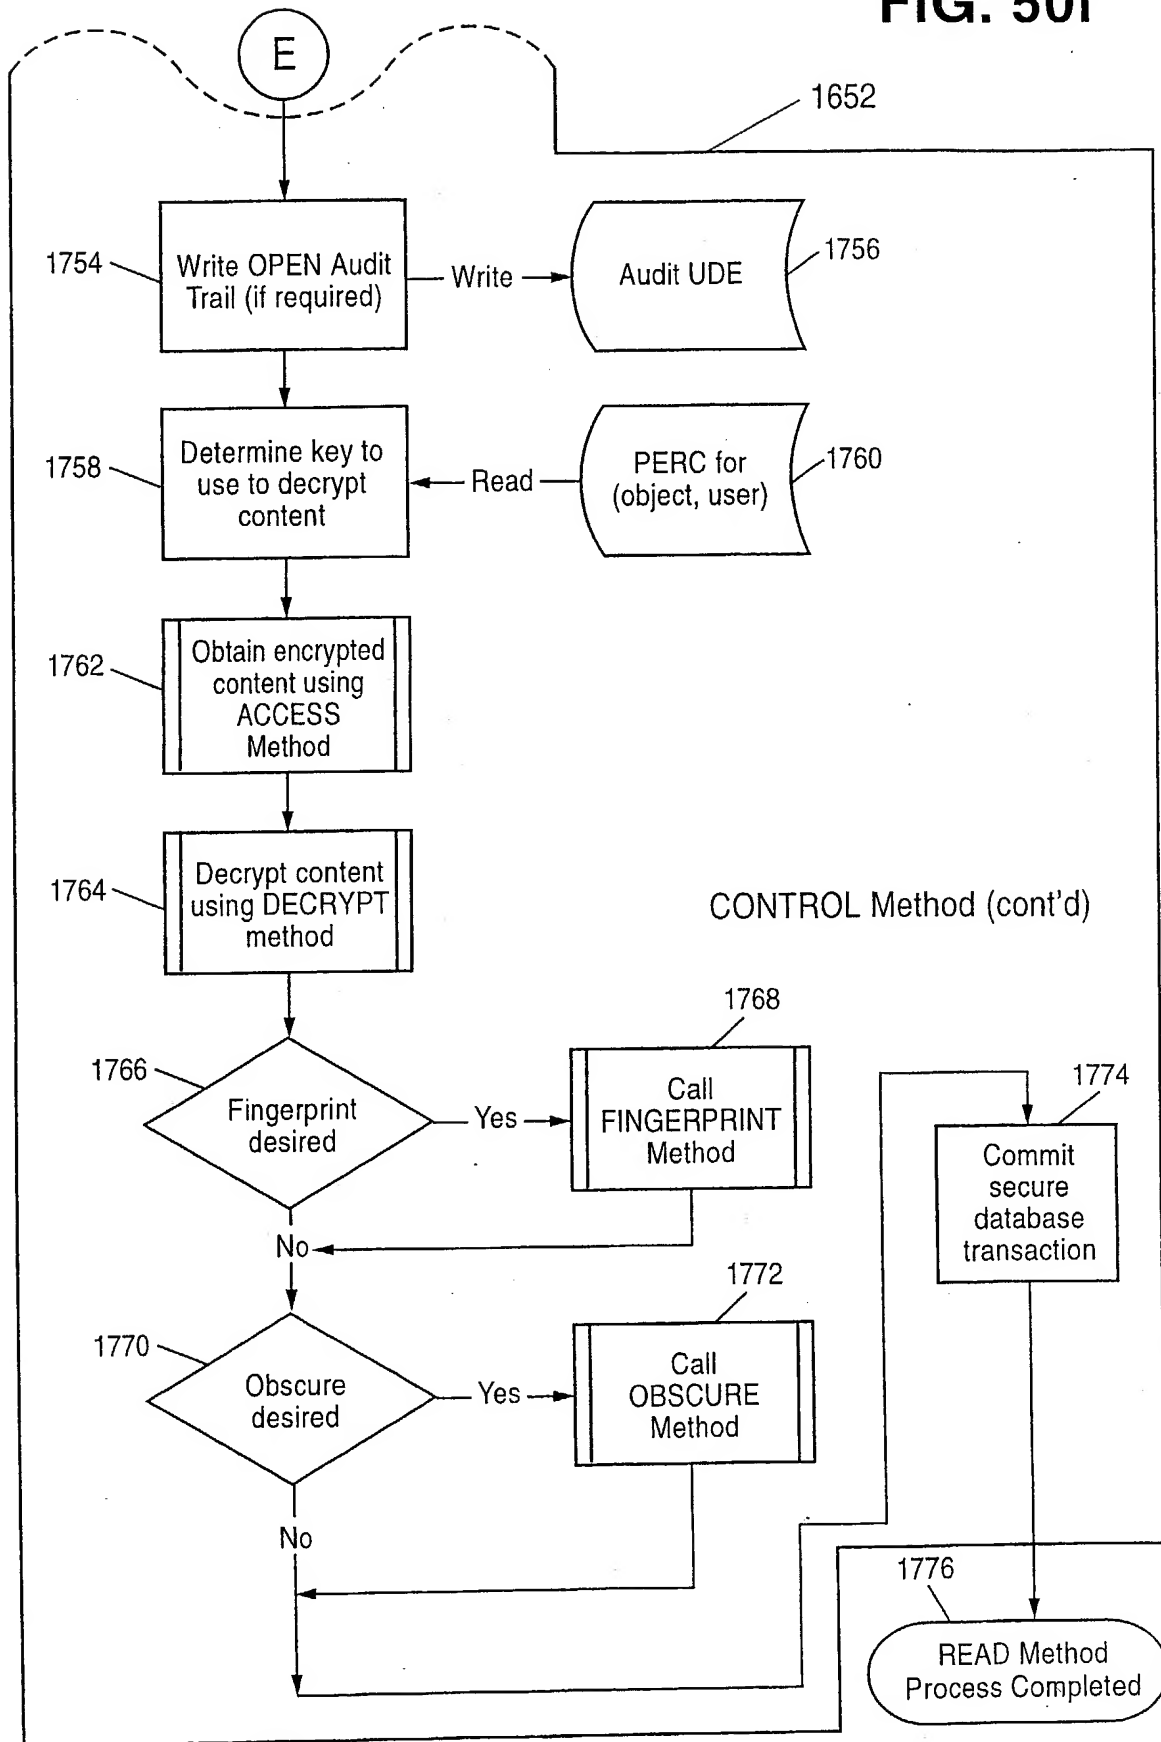 FIG. 50f
E
1652
1754
Write OPEN Audit
Trail (if required)
Write
Audit UDE
1756
1758
Determine key to
use to decrypt
content
Read
PERC for
(object, user)
1760
1762
Obtain encrypted
content using
ACCESS
Method
1764
Decrypt content
using DECRYPT
method
CONTROL Method (cont'd)
1766
Fingerprint
desired
Yes
1768
Call
FINGERPRINT
Method
No
1774
Commit
secure
database
transaction
1770
Obscure
desired
Yes
1772
Call
OBSCURE
Method
No
1776
READ Method
Process Completed